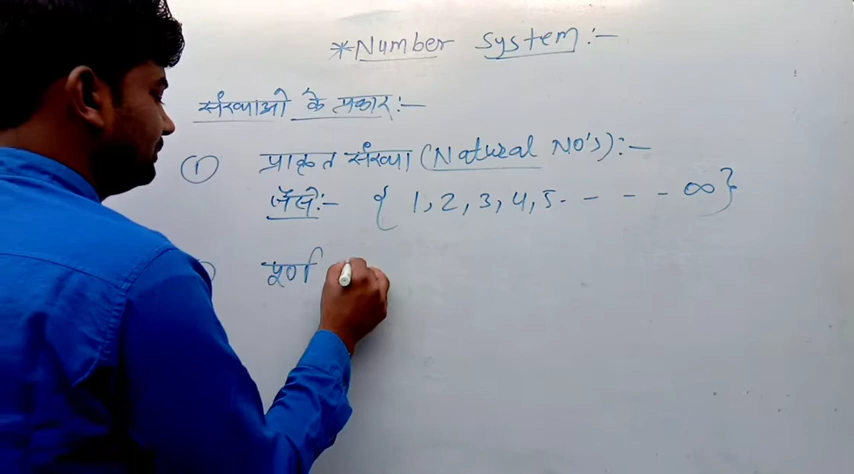 *Number System:-
संख्याओं के प्रकार:-
① प्राकृत संख्या (Natural NO's):-
जैसे:- { 1, 2, 3, 4, 5. - - - ∞}
पूर्ण